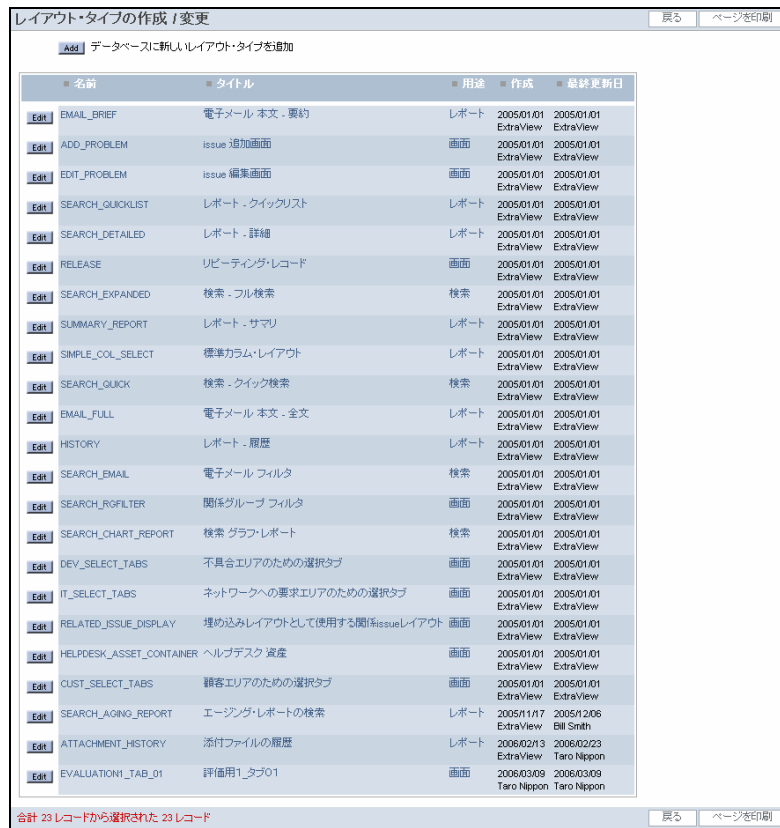 レイアウト・タイプの作成 / 変更 戻る ページを印刷
Add データベースに新しいレイアウト・タイプを追加
名前 タイトル 用途 作成 最終更新日
Edit EMAIL_BRIEF 電子メール 本文 - 要約 レポート 2005/01/01 2005/01/01
ExtraView ExtraView
Edit ADD_PROBLEM issue 追加画面 画面 2005/01/01 2005/01/01
ExtraView ExtraView
Edit EDIT_PROBLEM issue 編集画面 画面 2005/01/01 2005/01/01
ExtraView ExtraView
Edit SEARCH_QUICKLIST レポート - クイックリスト レポート 2005/01/01 2005/01/01
ExtraView ExtraView
Edit SEARCH_DETAILED レポート - 詳細 レポート 2005/01/01 2005/01/01
ExtraView ExtraView
Edit RELEASE リピーティング・レコード 画面 2005/01/01 2005/01/01
ExtraView ExtraView
Edit SEARCH_EXPANDED 検索 - フル検索 検索 2005/01/01 2005/01/01
ExtraView ExtraView
Edit SUMMARY_REPORT レポート - サマリ レポート 2005/01/01 2005/01/01
ExtraView ExtraView
Edit SIMPLE_COL_SELECT 標準カラム・レイアウト レポート 2005/01/01 2005/01/01
ExtraView ExtraView
Edit SEARCH_QUICK 検索 - クイック検索 検索 2005/01/01 2005/01/01
ExtraView ExtraView
Edit EMAIL_FULL 電子メール 本文 - 全文 レポート 2005/01/01 2005/01/01
ExtraView ExtraView
Edit HISTORY レポート - 履歴 レポート 2005/01/01 2005/01/01
ExtraView ExtraView
Edit SEARCH_EMAIL 電子メール フィルタ 検索 2005/01/01 2005/01/01
ExtraView ExtraView
Edit SEARCH_RGFILTER 関係グループ フィルタ 画面 2005/01/01 2005/01/01
ExtraView ExtraView
Edit SEARCH_CHART_REPORT 検索 グラフ・レポート 検索 2005/01/01 2005/01/01
ExtraView ExtraView
Edit DEV_SELECT_TABS 不具合エリアのための選択タブ 画面 2005/01/01 2005/01/01
ExtraView ExtraView
Edit IT_SELECT_TABS ネットワークへの要求エリアのための選択タブ 画面 2005/01/01 2005/01/01
ExtraView ExtraView
Edit RELATED_ISSUE_DISPLAY 埋め込みレイアウトとして使用する関係issueレイアウト 画面 2005/01/01 2005/01/01
ExtraView ExtraView
Edit HELPDESK_ASSET_CONTAINER ヘルプデスク 資産 画面 2005/01/01 2005/01/01
ExtraView ExtraView
Edit CUST_SELECT_TABS 顧客エリアのための選択タブ 画面 2005/01/01 2005/01/01
ExtraView ExtraView
Edit SEARCH_AGING_REPORT エージング・レポートの検索 レポート 2005/11/17 2005/12/06
ExtraView Bill Smith
Edit ATTACHMENT_HISTORY 添付ファイルの履歴 レポート 2006/02/13 2006/02/23
ExtraView Taro Nippon
Edit EVALUATION1_TAB_01 評価用1_タブ01 画面 2006/03/09 2006/03/09
Taro Nippon Taro Nippon
合計 23 レコードから選択された 23 レコード 戻る ページを印刷